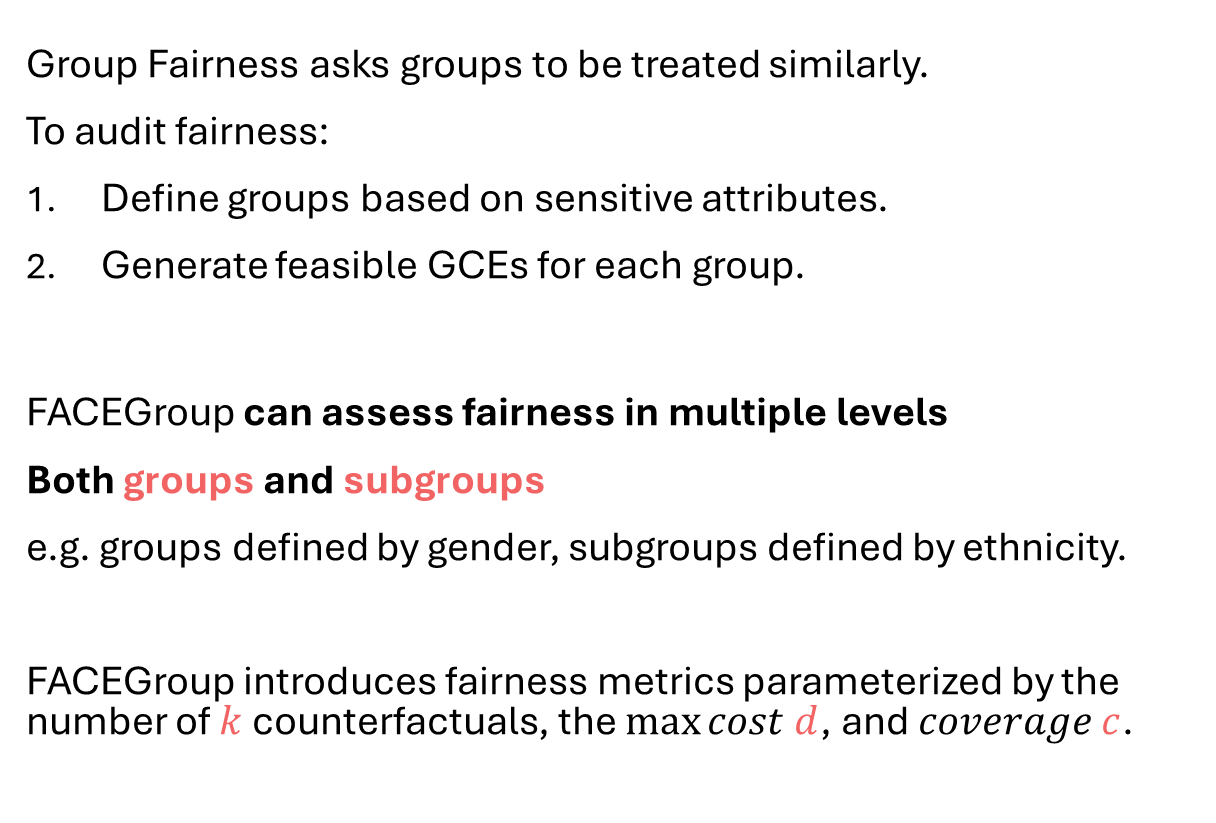 Group Fairness asks groups to be treated similarly.
To audit fairness:
1. Define groups based on sensitive attributes.
2. Generate feasible GCEs for each group.
FACEGroup can assess fairness in multiple levels
Both groups and subgroups
e.g. groups defined by gender, subgroups defined by ethnicity.
FACEGroup introduces fairness metrics parameterized by the
number of k counterfactuals, the max cost d, and coverage c.